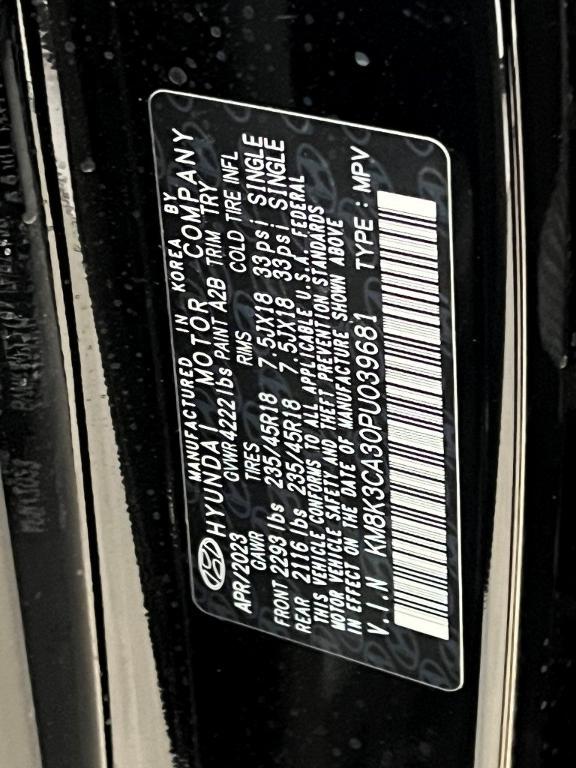 MANUFACTURED IN KOREA BY
HYUNDAI MOTOR COMPANY
APR/2023 GVWR 4222 lbs PAINT A2B TRIM TRY
GAWR TIRES RIMS COLD TIRE INFL
FRONT 2293 lbs 235/45R18 7.5JX18 33psi SINGLE
REAR 2116 lbs 235/45R18 7.5JX18 33psi SINGLE
THIS VEHICLE CONFORMS TO ALL APPLICABLE U.S.A. FEDERAL
MOTOR VEHICLE SAFETY AND THEFT PREVENTION STANDARDS
IN EFFECT ON THE DATE OF MANUFACTURE SHOWN ABOVE
V.I.N KM8K3CA30PU039681 TYPE : MPV